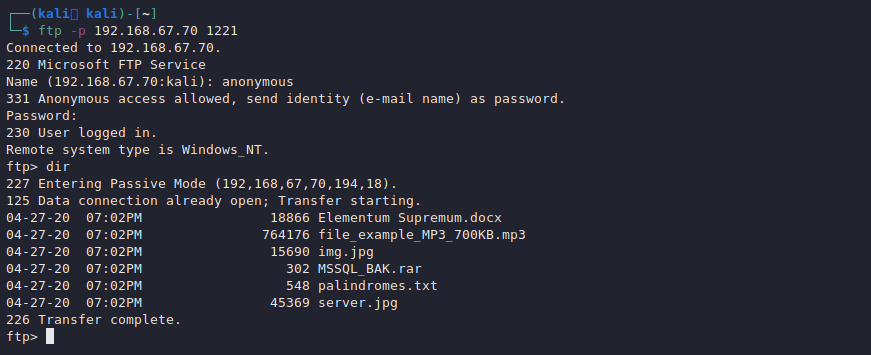 ┌──(kali㉿ kali)-[~]
└─$ ftp -p 192.168.67.70 1221
Connected to 192.168.67.70.
220 Microsoft FTP Service
Name (192.168.67.70:kali): anonymous
331 Anonymous access allowed, send identity (e-mail name) as password.
Password:
230 User logged in.
Remote system type is Windows_NT.
ftp> dir
227 Entering Passive Mode (192,168,67,70,194,18).
125 Data connection already open; Transfer starting.
04-27-20  07:02PM                18866 Elementum Supremum.docx
04-27-20  07:02PM               764176 file_example_MP3_700KB.mp3
04-27-20  07:02PM                15690 img.jpg
04-27-20  07:02PM                  302 MSSQL_BAK.rar
04-27-20  07:02PM                  548 palindromes.txt
04-27-20  07:02PM                45369 server.jpg
226 Transfer complete.
ftp>